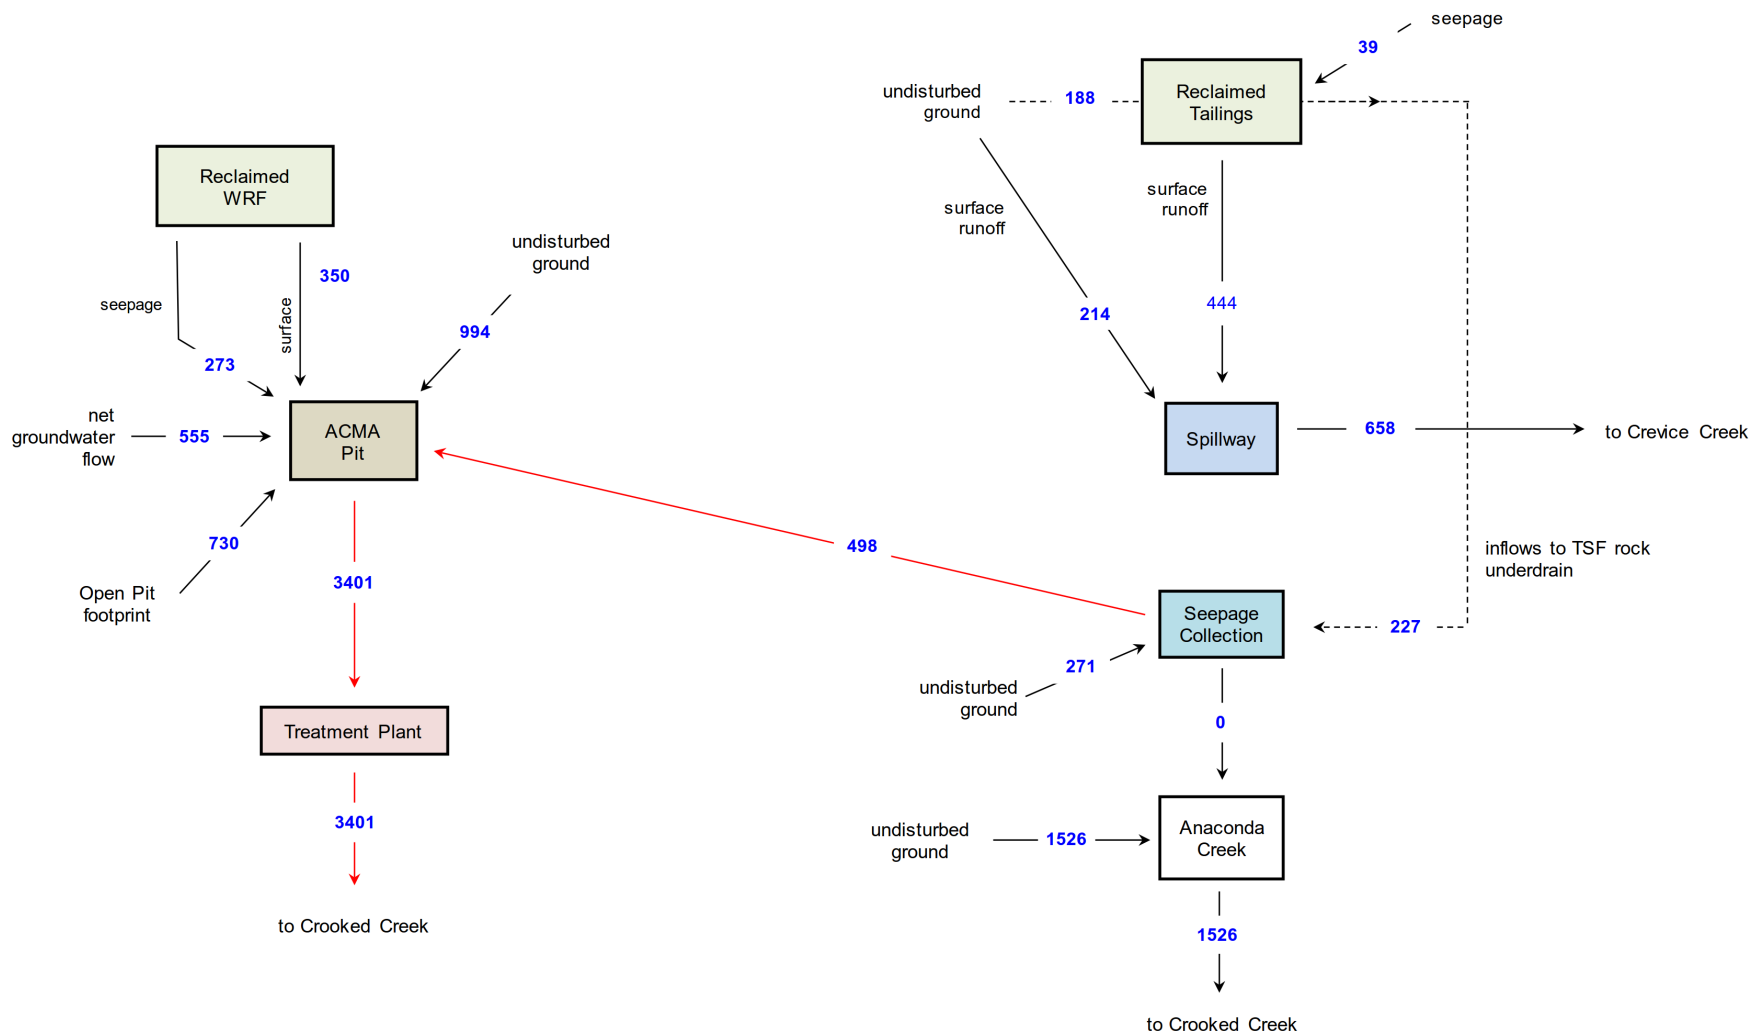 seepage
39
undisturbed
ground
188
Reclaimed
Tailings
Reclaimed
WRF
surface
runoff
surface
runoff
undisturbed
ground
350
seepage
surface
994
214
444
273
net
groundwater
flow
555
ACMA
Pit
Spillway
658
to Crevice Creek
730
498
inflows to TSF rock
underdrain
Open Pit
footprint
3401
Seepage
Collection
227
271
undisturbed
ground
Treatment Plant
0
3401
undisturbed
ground
1526
Anaconda
Creek
to Crooked Creek
1526
to Crooked Creek